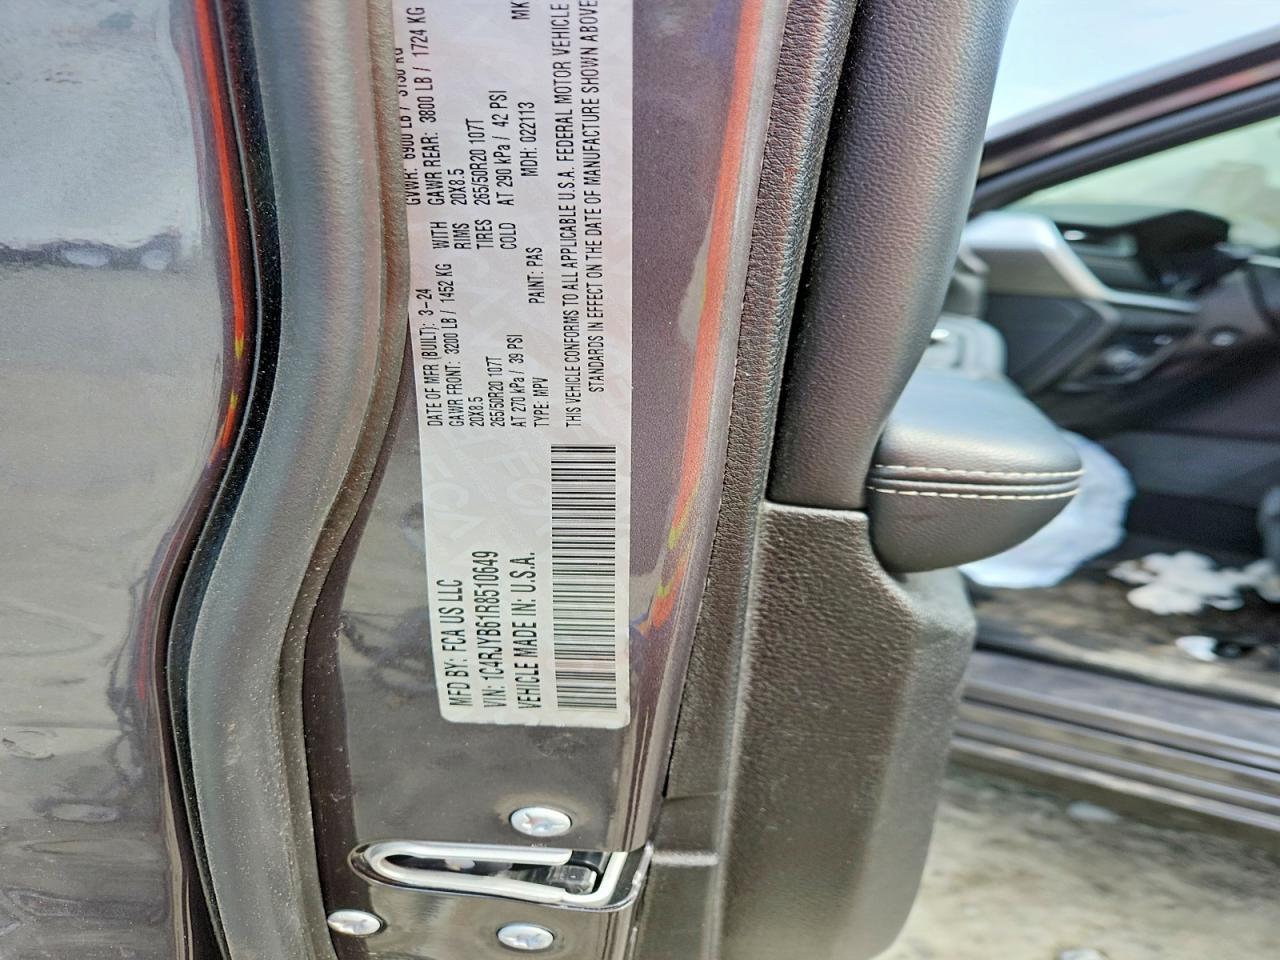 MFD BY: FCA US LLC
DATE OF MFR (BUILT): 3-24
GVWR: 6900 LB /
GAWR FRONT: 3200 LB / 1452 KG WITH
GAWR REAR: 3800 LB / 1724 KG
20X8.5 RIMS 20X8.5
265/50R20 107T TIRES 265/50R20 107T
AT 270 kPa / 39 PSI COLD AT 290 kPa / 42 PSI
VIN: 1C4RJYB61R8510649
TYPE: MPV PAINT: PAS MDH: 022113 MK
VEHICLE MADE IN: U.S.A.
THIS VEHICLE CONFORMS TO ALL APPLICABLE U.S.A. FEDERAL MOTOR VEHICLE
STANDARDS IN EFFECT ON THE DATE OF MANUFACTURE SHOWN ABOVE